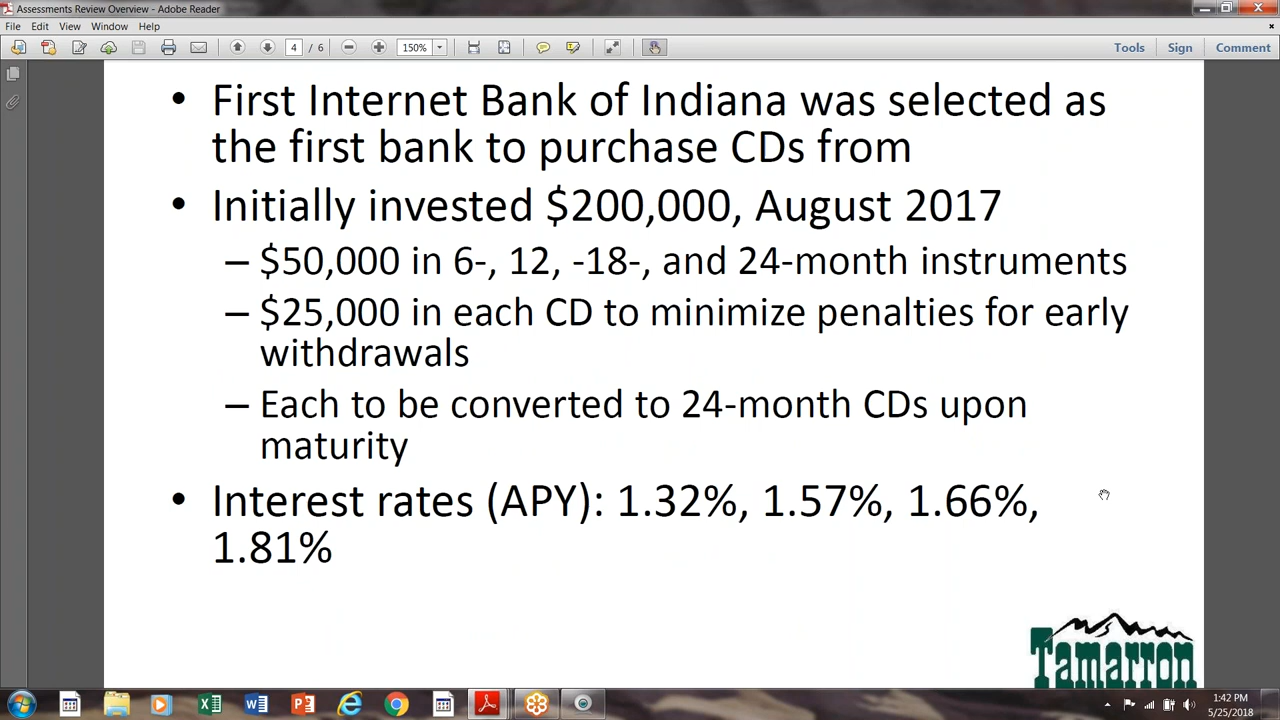 Assessments Review Overview - Adobe Reader
File Edit View Window Help
4 / 6 150% Tools Sign Comment
• First Internet Bank of Indiana was selected as
the first bank to purchase CDs from
• Initially invested $200,000, August 2017
– $50,000 in 6-, 12, -18-, and 24-month instruments
– $25,000 in each CD to minimize penalties for early
withdrawals
– Each to be converted to 24-month CDs upon
maturity
• Interest rates (APY): 1.32%, 1.57%, 1.66%,
1.81%
Tamarron
1:42 PM
5/25/2018